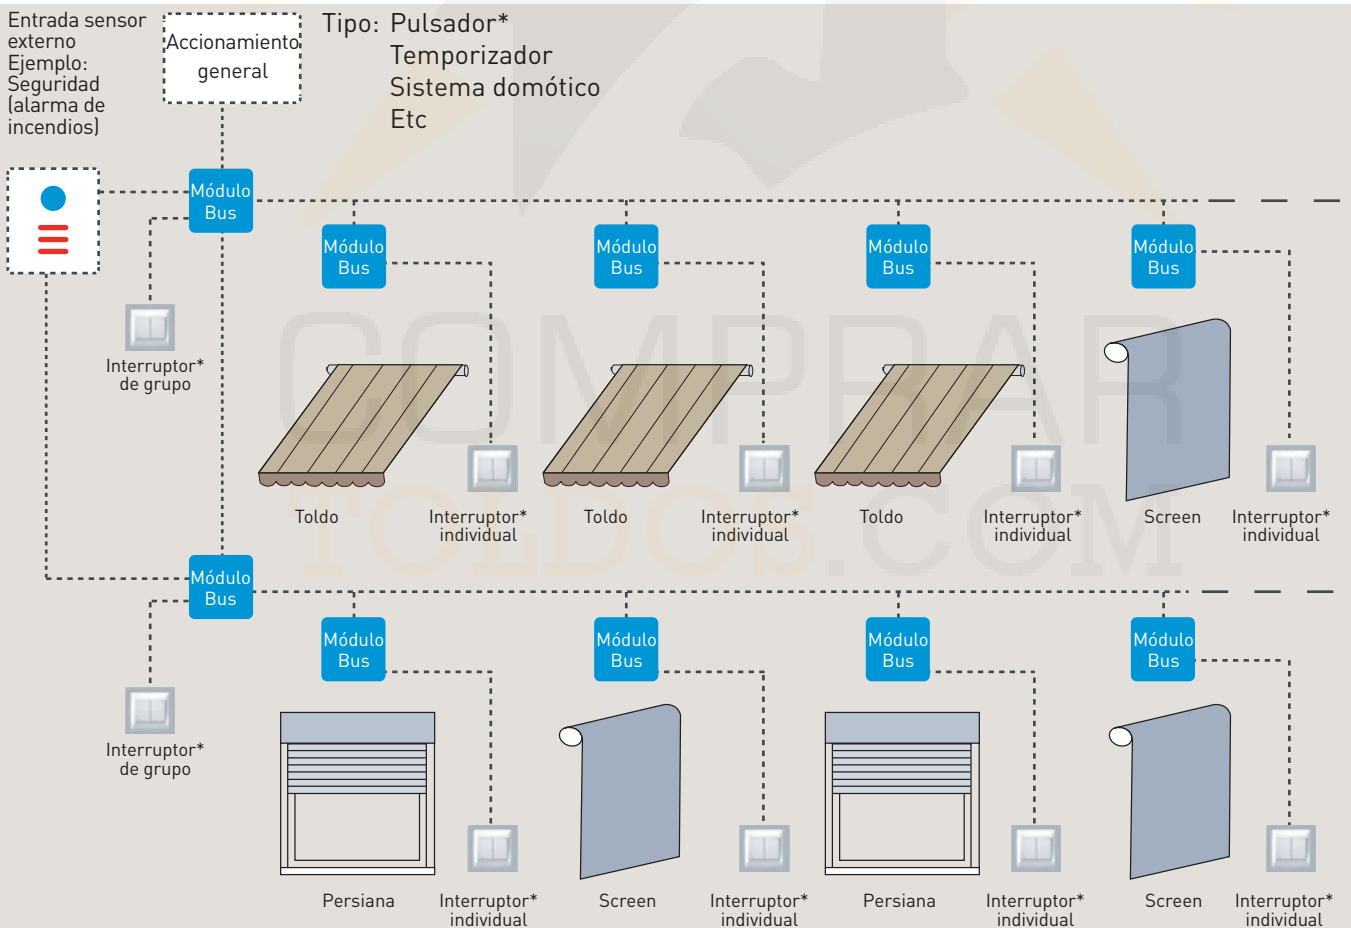 Entrada sensor
externo
Ejemplo:
Seguridad
(alarma de
incendios)
Accionamiento
general
Tipo: Pulsador*
Temporizador
Sistema domótico
Etc
Módulo
Bus
Módulo
Bus
Módulo
Bus
Módulo
Bus
Módulo
Bus
Interruptor*
de grupo
COMPRAR
TOLDOS.COM
Toldo
Interruptor*
individual
Toldo
Interruptor*
individual
Toldo
Interruptor*
individual
Screen
Interruptor*
individual
Módulo
Bus
Módulo
Bus
Módulo
Bus
Módulo
Bus
Módulo
Bus
Interruptor*
de grupo
Persiana
Interruptor*
individual
Screen
Interruptor*
individual
Persiana
Interruptor*
individual
Screen
Interruptor*
individual